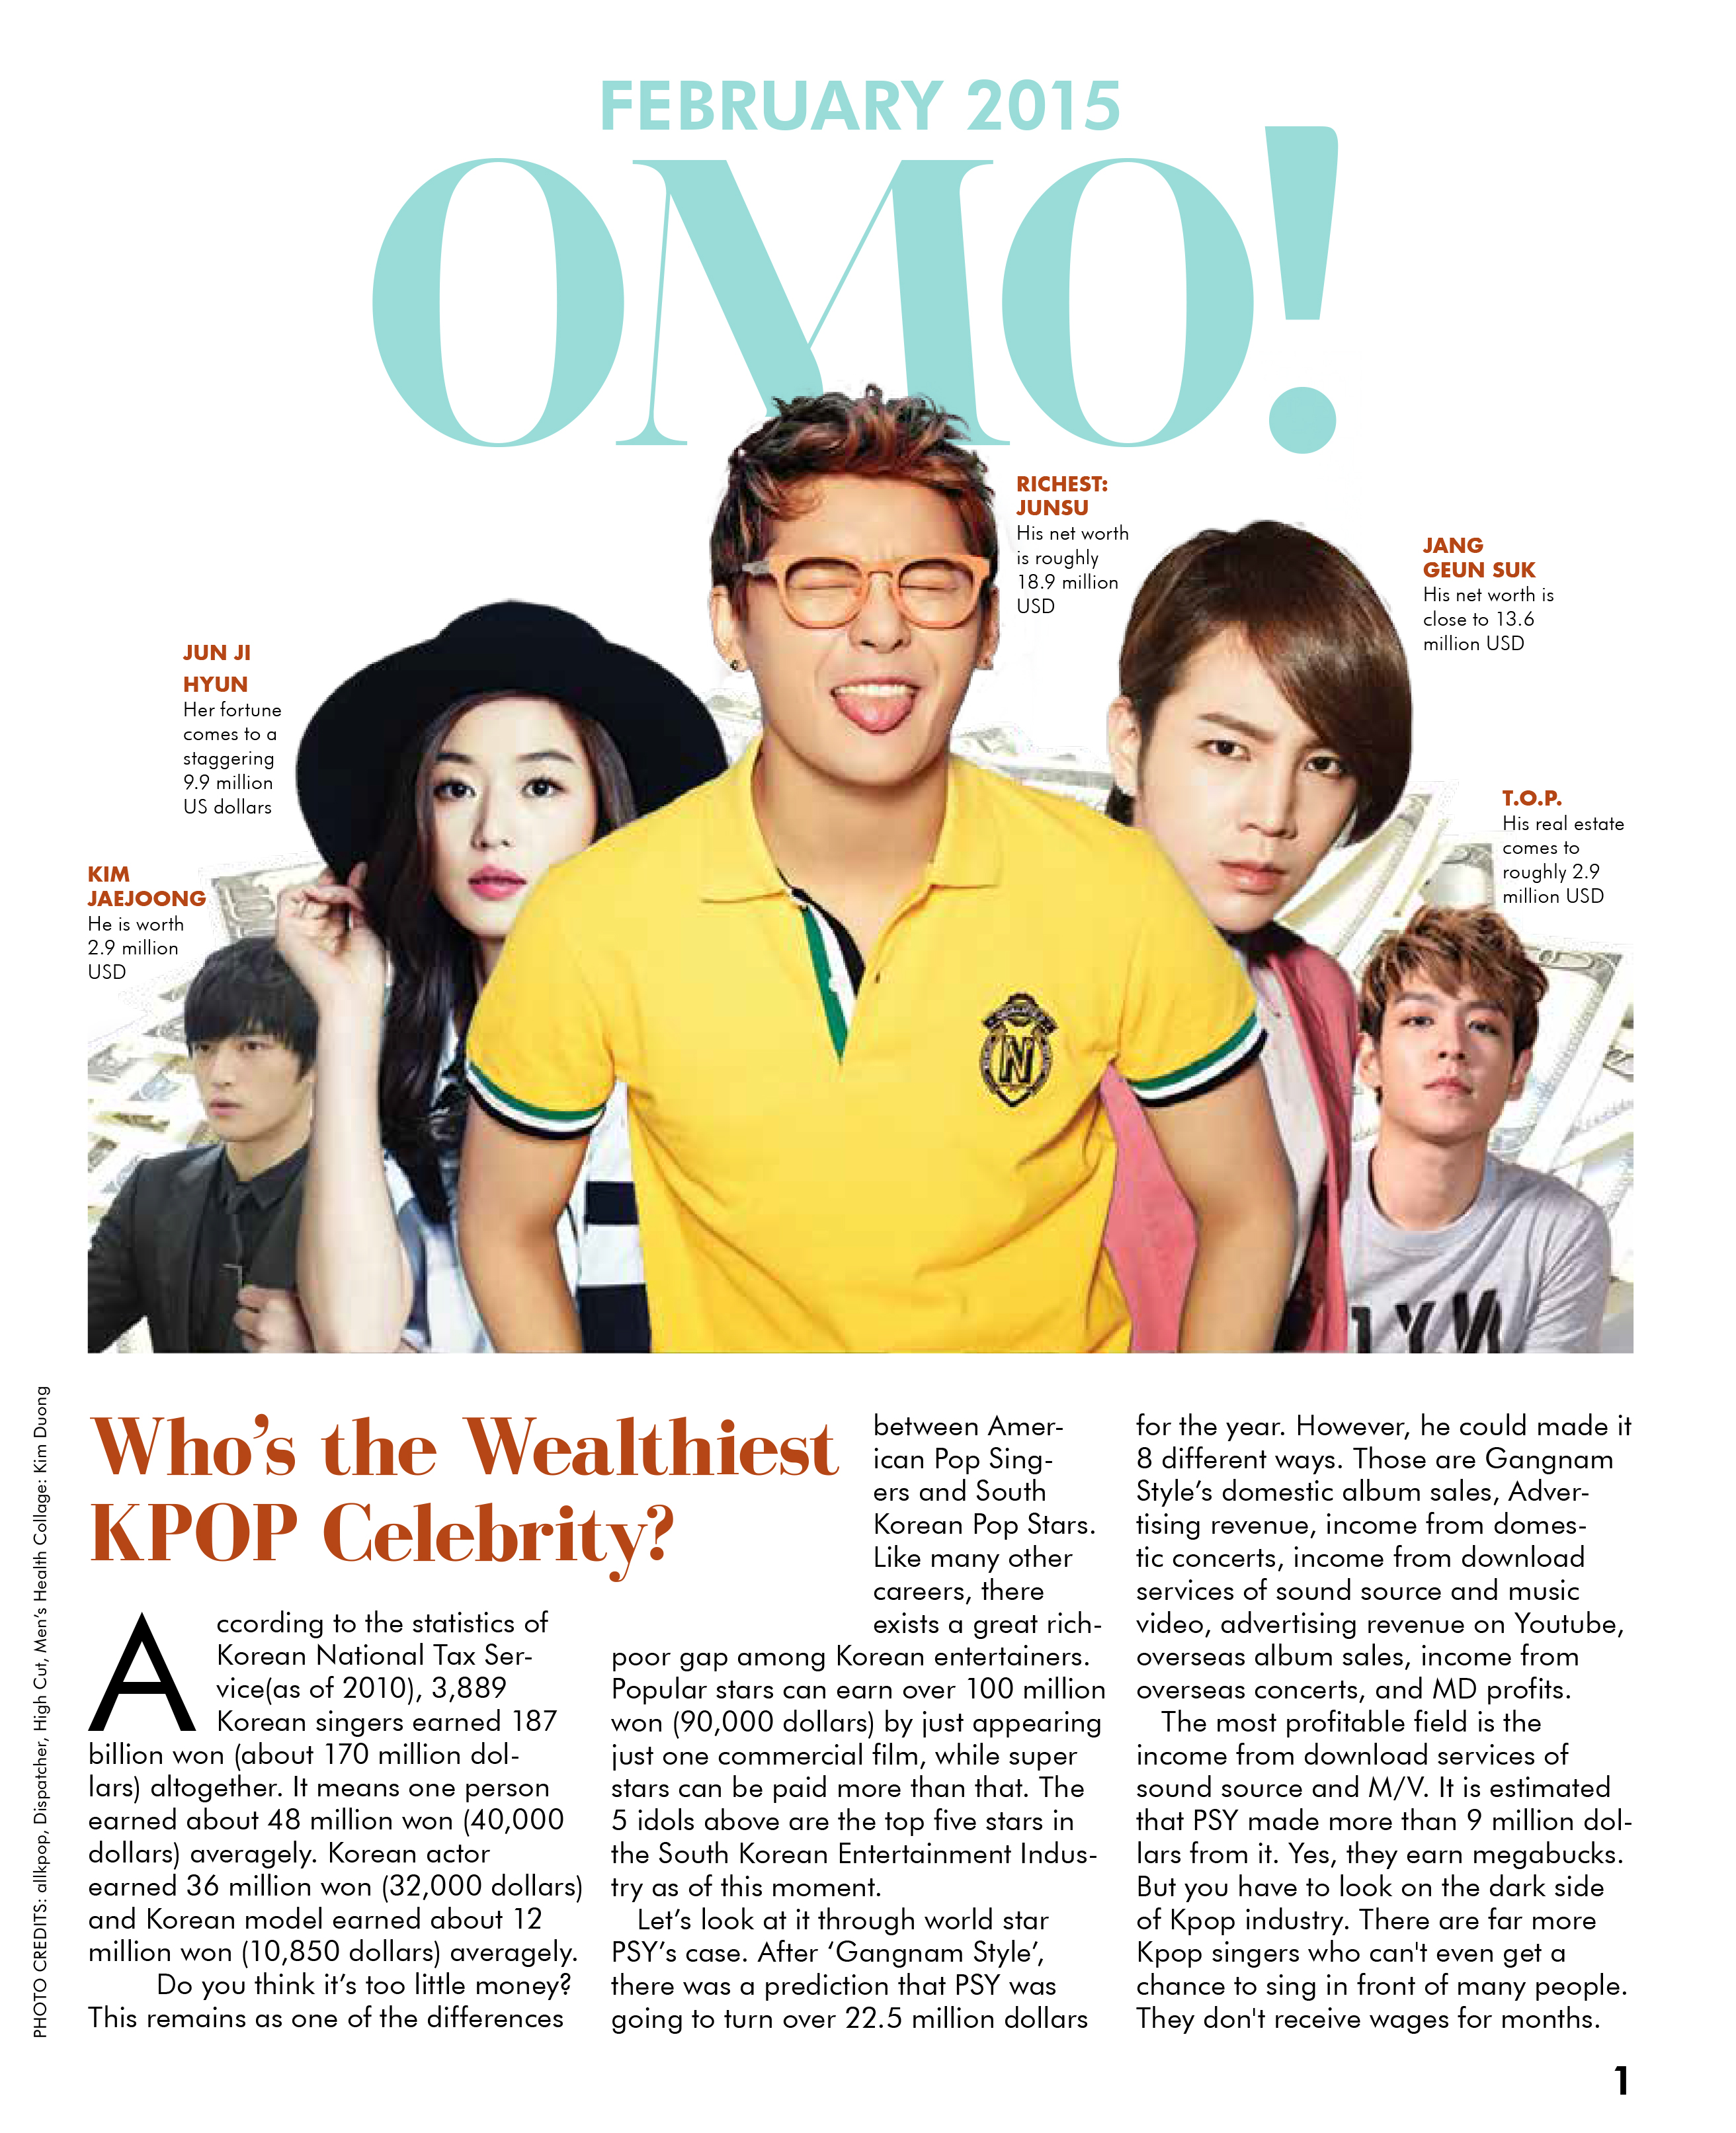 FEBRUARY 2015
OMO!
RICHEST:
JUNSU
His net worth
is roughly
18.9 million
USD
JANG
GEUN SUK
His net worth is
close to 13.6
million USD
JUN JI
HYUN
Her fortune
comes to a
staggering
9.9 million
US dollars
T.O.P.
His real estate
comes to
roughly 2.9
million USD
KIM
JAEJOONG
He is worth
2.9 million
USD
N
PHOTO CREDITS: allkpop, Dispatcher, High Cut, Men's Health Collage: Kim Duong
Who's the Wealthiest
KPOP Celebrity?
According to the statistics of
Korean National Tax Ser-
vice(as of 2010), 3,889
Korean singers earned 187
billion won (about 170 million dol-
lars) altogether. It means one person
earned about 48 million won (40,000
dollars) averagely. Korean actor
earned 36 million won (32,000 dollars)
and Korean model earned about 12
million won (10,850 dollars) averagely.
Do you think it's too little money?
This remains as one of the differences
between Amer-
ican Pop Sing-
ers and South
Korean Pop Stars.
Like many other
careers, there
exists a great rich-
poor gap among Korean entertainers.
Popular stars can earn over 100 million
won (90,000 dollars) by just appearing
just one commercial film, while super
stars can be paid more than that. The
5 idols above are the top five stars in
the South Korean Entertainment Indus-
try as of this moment.
Let's look at it through world star
PSY's case. After 'Gangnam Style',
there was a prediction that PSY was
going to turn over 22.5 million dollars
for the year. However, he could made it
8 different ways. Those are Gangnam
Style's domestic album sales, Adver-
tising revenue, income from domes-
tic concerts, income from download
services of sound source and music
video, advertising revenue on Youtube,
overseas album sales, income from
overseas concerts, and MD profits.
The most profitable field is the
income from download services of
sound source and M/V. It is estimated
that PSY made more than 9 million dol-
lars from it. Yes, they earn megabucks.
But you have to look on the dark side
of Kpop industry. There are far more
Kpop singers who can't even get a
chance to sing in front of many people.
They don't receive wages for months.
1